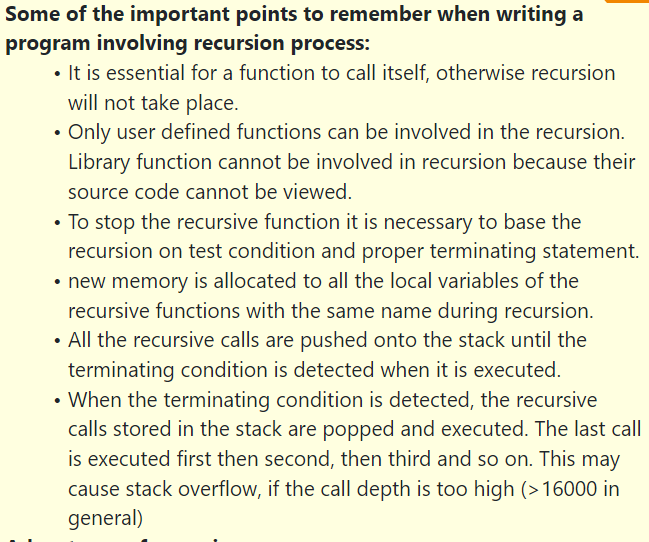 Some of the important points to remember when writing a
program involving recursion process:
• It is essential for a function to call itself, otherwise recursion
will not take place.
• Only user defined functions can be involved in the recursion.
Library function cannot be involved in recursion because their
source code cannot be viewed.
• To stop the recursive function it is necessary to base the
recursion on test condition and proper terminating statement.
• new memory is allocated to all the local variables of the
recursive functions with the same name during recursion.
• All the recursive calls are pushed onto the stack until the
terminating condition is detected when it is executed.
• When the terminating condition is detected, the recursive
calls stored in the stack are popped and executed. The last call
is executed first then second, then third and so on. This may
cause stack overflow, if the call depth is too high (>16000 in
general)